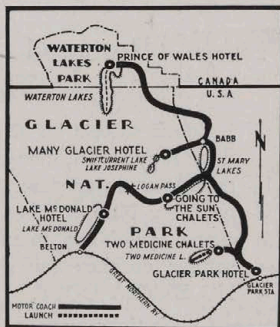 WATERTON
LAKES
PARK
PRINCE OF WALES HOTEL
CANADA
U.S.A.
WATERTON LAKES
GLACIER
BABB
MANY GLACIER HOTEL
SWIFTCURRENT LAKE
LAKE JOSEPHINE
ST MARY
LAKES
NAT.
LOGAN PASS
GOING TO
THE SUN
CHALETS
LAKE McDONALD
HOTEL
LAKE McDONALD
PARK
BELTON
TWO MEDICINE CHALETS
TWO MEDICINE L.
GLACIER PARK HOTEL
GLACIER
PARK STA
GREAT NORTHERN RY
MOTOR COACH
LAUNCH